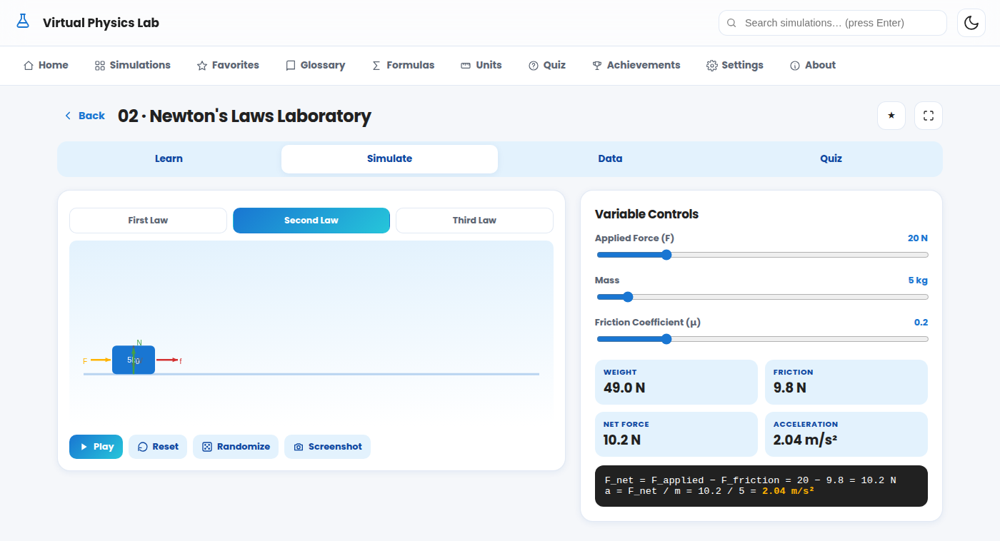 Virtual Physics Lab
Search simulations… (press Enter)
Home Simulations Favorites Glossary Formulas Units Quiz Achievements Settings About
Back 02 · Newton's Laws Laboratory
Learn Simulate Data Quiz
First Law Second Law Third Law
N
F 5kg f
Play Reset Randomize Screenshot
Variable Controls
Applied Force (F) 20 N
Mass 5 kg
Friction Coefficient (μ) 0.2
WEIGHT FRICTION
49.0 N 9.8 N
NET FORCE ACCELERATION
10.2 N 2.04 m/s²
F_net = F_applied − F_friction = 20 − 9.8 = 10.2 N
a = F_net / m = 10.2 / 5 = 2.04 m/s²